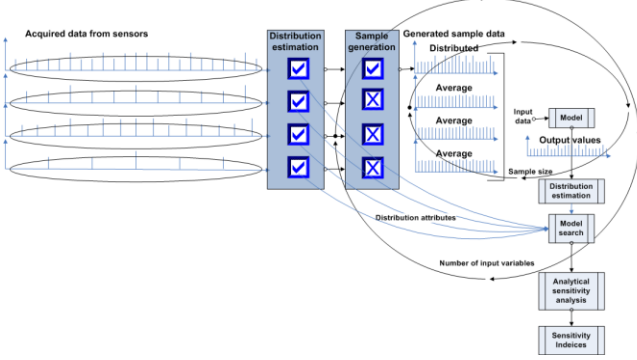 Acquired data from sensors
Distribution
estimation
Sample
generation
Generated sample data
Distributed
Average
Average
Average
Input
data
Model
Output values
Sample size
Distribution
estimation
Distribution attributes
Model
search
Number of input variables
Analytical
sensitivity
analysis
Sensitivity
Indeices